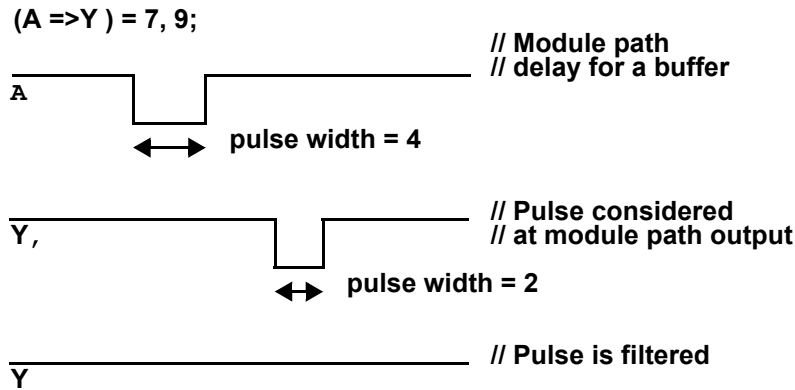 (A =>Y ) = 7, 9;
// Module path
// delay for a buffer
A
pulse width = 4
// Pulse considered
// at module path output
Y,
pulse width = 2
// Pulse is filtered
Y